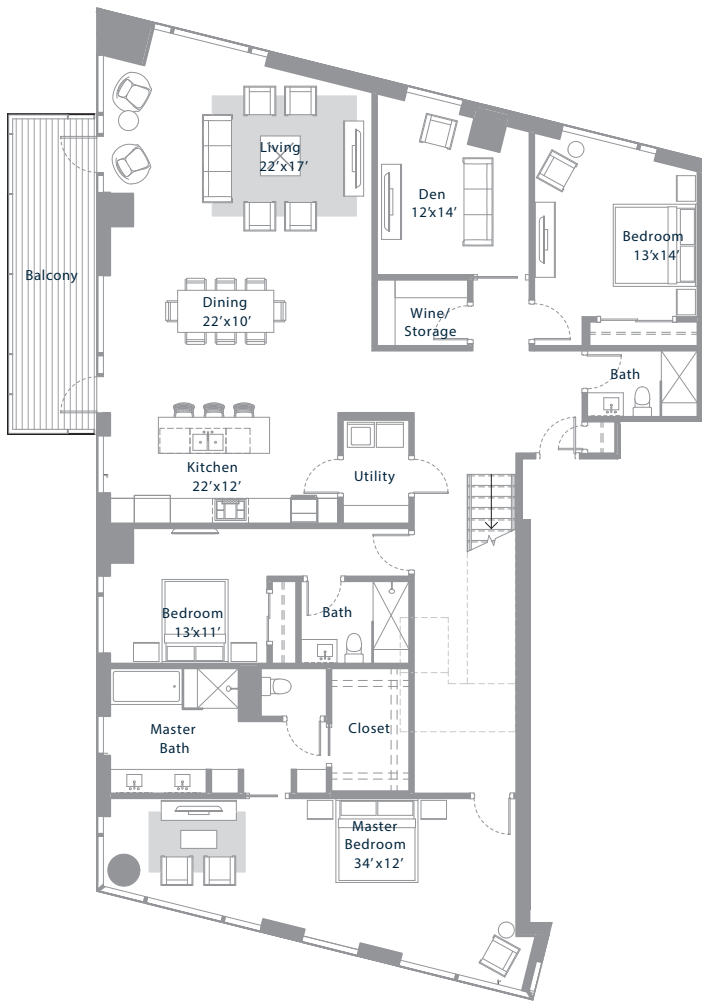 Living
22'x17'
Den
12'x14'
Bedroom
13'x14'
Balcony
Dining
22'x10'
Wine/
Storage
Bath
Kitchen
22'x12'
Utility
Bedroom
13'x11'
Bath
Master
Bath
Closet
Master
Bedroom
34'x12'